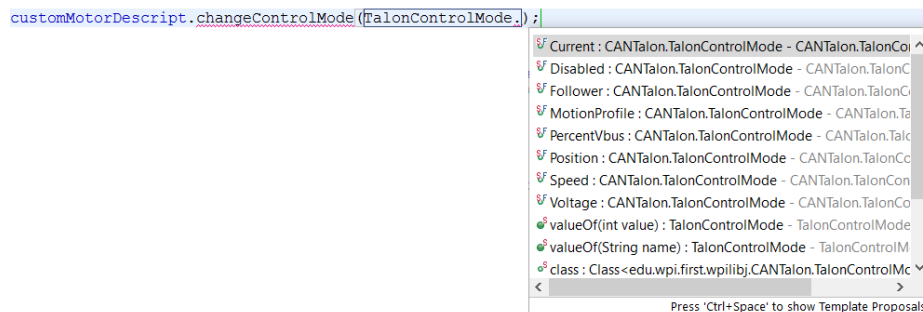 customMotorDescript.changeControlMode(TalonControlMode.);
Current : CANTalon.TalonControlMode - CANTalon.TalonCo
Disabled : CANTalon.TalonControlMode - CANTalon.TalonC
Follower : CANTalon.TalonControlMode - CANTalon.TalonCo
MotionProfile : CANTalon.TalonControlMode - CANTalon.Ta
PercentVbus : CANTalon.TalonControlMode - CANTalon.Talc
Position : CANTalon.TalonControlMode - CANTalon.TalonCo
Speed : CANTalon.TalonControlMode - CANTalon.TalonCon
Voltage : CANTalon.TalonControlMode - CANTalon.TalonCo
valueOf(int value) : TalonControlMode - TalonControlMode
valueOf(String name) : TalonControlMode - TalonControlM
class : Class<edu.wpi.first.wpilibj.CANTalon.TalonControlMc
Press 'Ctrl+Space' to show Template Proposals